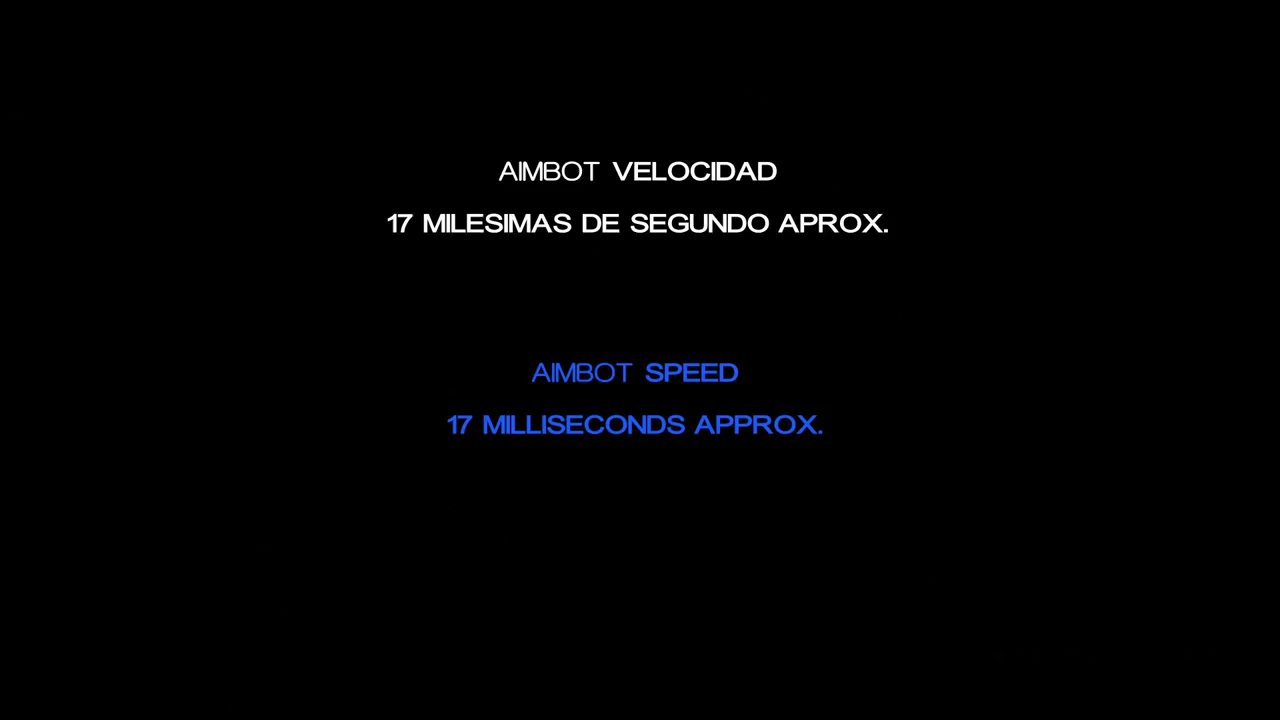 AIMBOT VELOCIDAD
17 MILESIMAS DE SEGUNDO APROX.
AIMBOT SPEED
17 MILLISECONDS APPROX.